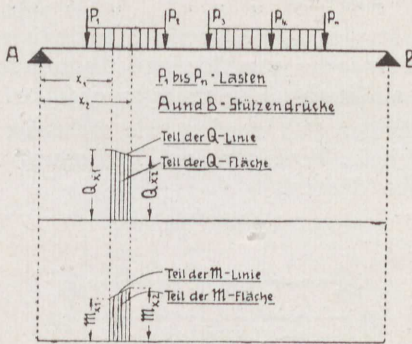 P₁ P₂ P₃ P₄ Pₙ
A B
x₁
x₂
P₁ bis Pₙ - Lasten
A und B - Stützendrücke
Teil der Q-Linie
Teil der Q-Fläche
Qx₁ Qx₂
Teil der M-Linie
Teil der M-Fläche
Mx₁ Mx₂